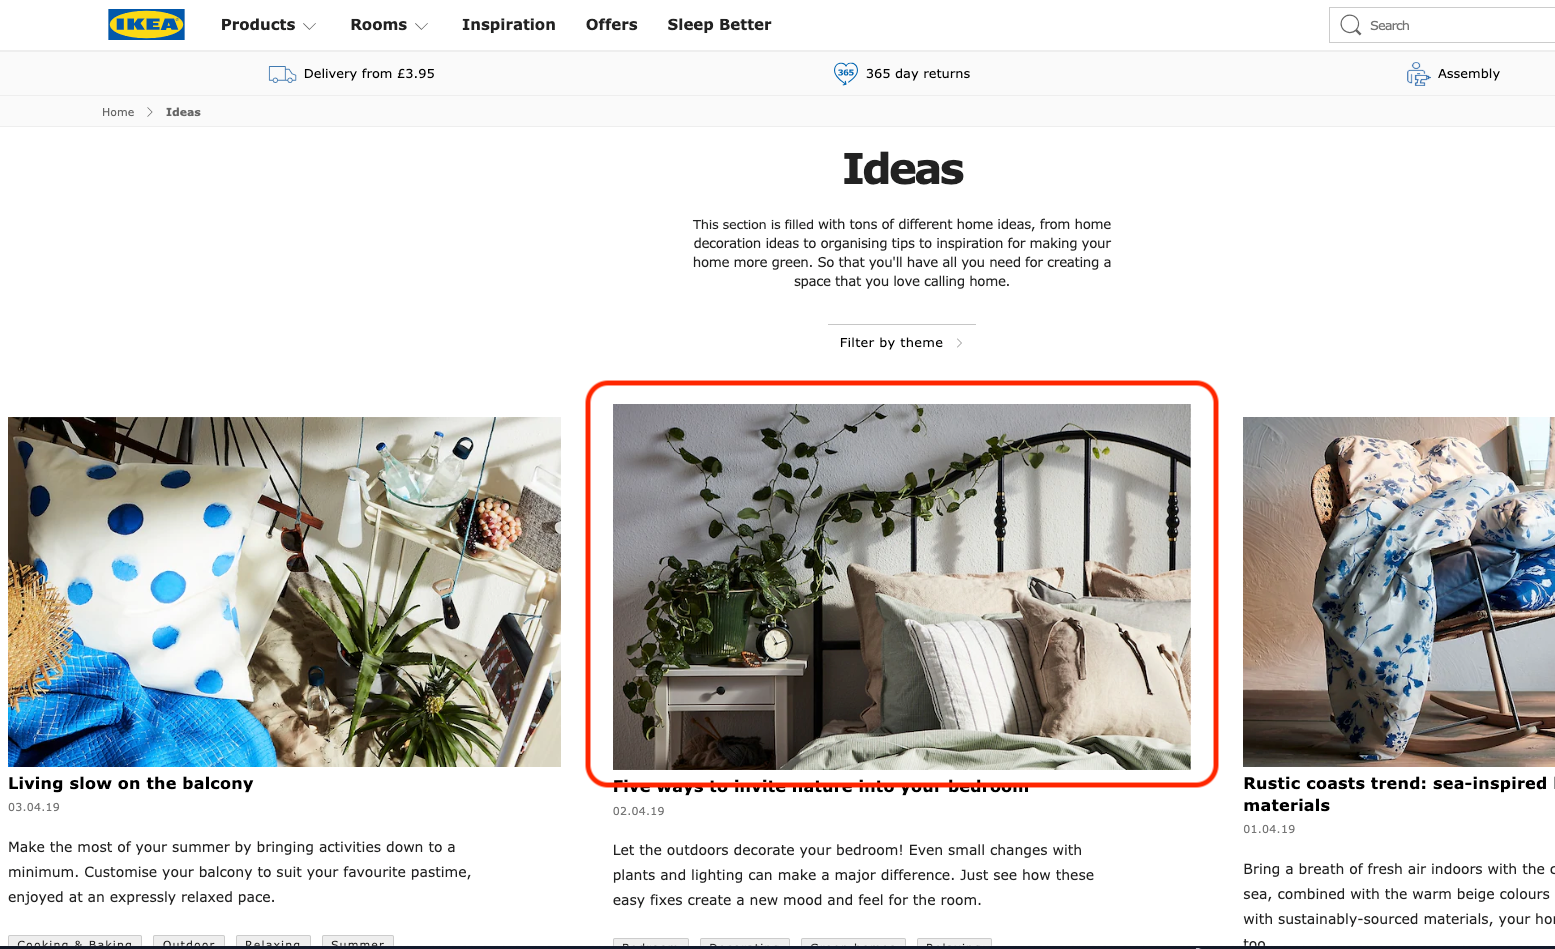 IKEA
Products
Rooms
Inspiration
Offers
Sleep Better
Search
Delivery from £3.95
365
365 day returns
Assembly
Home
Ideas
Ideas
This section is filled with tons of different home ideas, from home
decoration ideas to organising tips to inspiration for making your
home more green. So that you'll have all you need for creating a
space that you love calling home.
Filter by theme
Living slow on the balcony
03.04.19
Make the most of your summer by bringing activities down to a
minimum. Customise your balcony to suit your favourite pastime,
enjoyed at an expressly relaxed pace.
Cooking & Baking
Outdoor
Relaxing
Summer
Five ways to invite nature into your bedroom
02.04.19
Let the outdoors decorate your bedroom! Even small changes with
plants and lighting can make a major difference. Just see how these
easy fixes create a new mood and feel for the room.
Bedroom
Decorating
Green homes
Relaxing
Rustic coasts trend: sea-inspired
materials
01.04.19
Bring a breath of fresh air indoors with the
sea, combined with the warm beige colours
with sustainably-sourced materials, your
too.